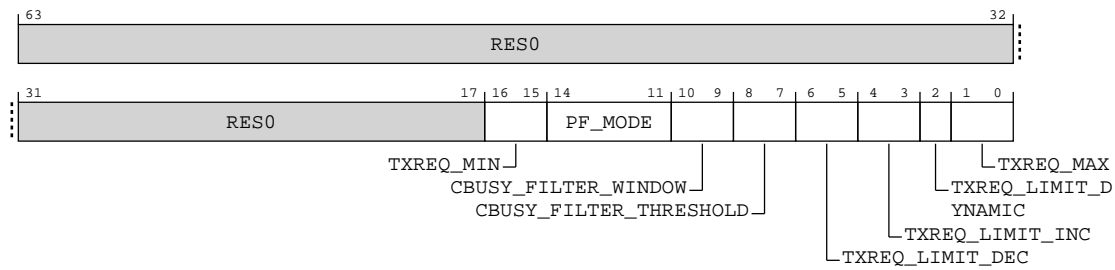 63 32
RES0
31 17 16 15 14 11 10 9 8 7 6 5 4 3 2 1 0
RES0 PF_MODE
TXREQ_MIN TXREQ_MAX
CBUSY_FILTER_WINDOW TXREQ_LIMIT_D
CBUSY_FILTER_THRESHOLD YNAMIC
TXREQ_LIMIT_INC
TXREQ_LIMIT_DEC